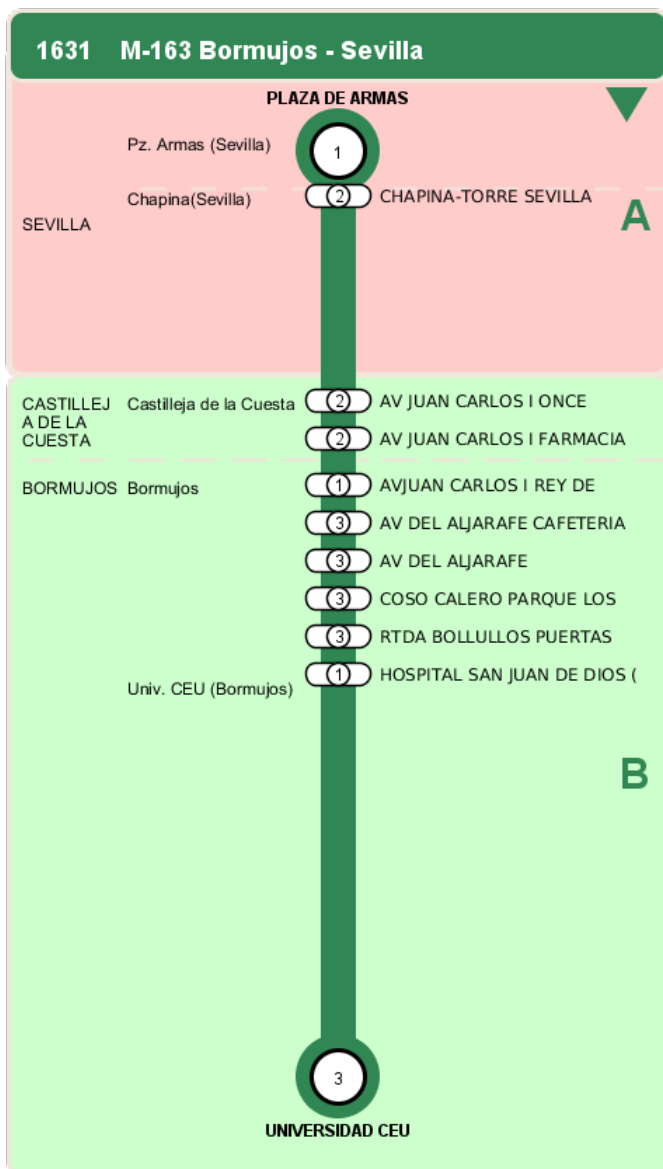 1631 M-163 Bormujos - Sevilla
PLAZA DE ARMAS
Pz. Armas (Sevilla) 1
Chapina(Sevilla) 2 CHAPINA-TORRE SEVILLA
SEVILLA
A
CASTILLEJ Castilleja de la Cuesta 2 AV JUAN CARLOS I ONCE
A DE LA
CUESTA 2 AV JUAN CARLOS I FARMACIA
BORMUJOS Bormujos 1 AVJUAN CARLOS I REY DE
3 AV DEL ALJARAFE CAFETERIA
3 AV DEL ALJARAFE
3 COSO CALERO PARQUE LOS
3 RTDA BOLLULLOS PUERTAS
1 HOSPITAL SAN JUAN DE DIOS (
Univ. CEU (Bormujos)
B
3
UNIVERSIDAD CEU